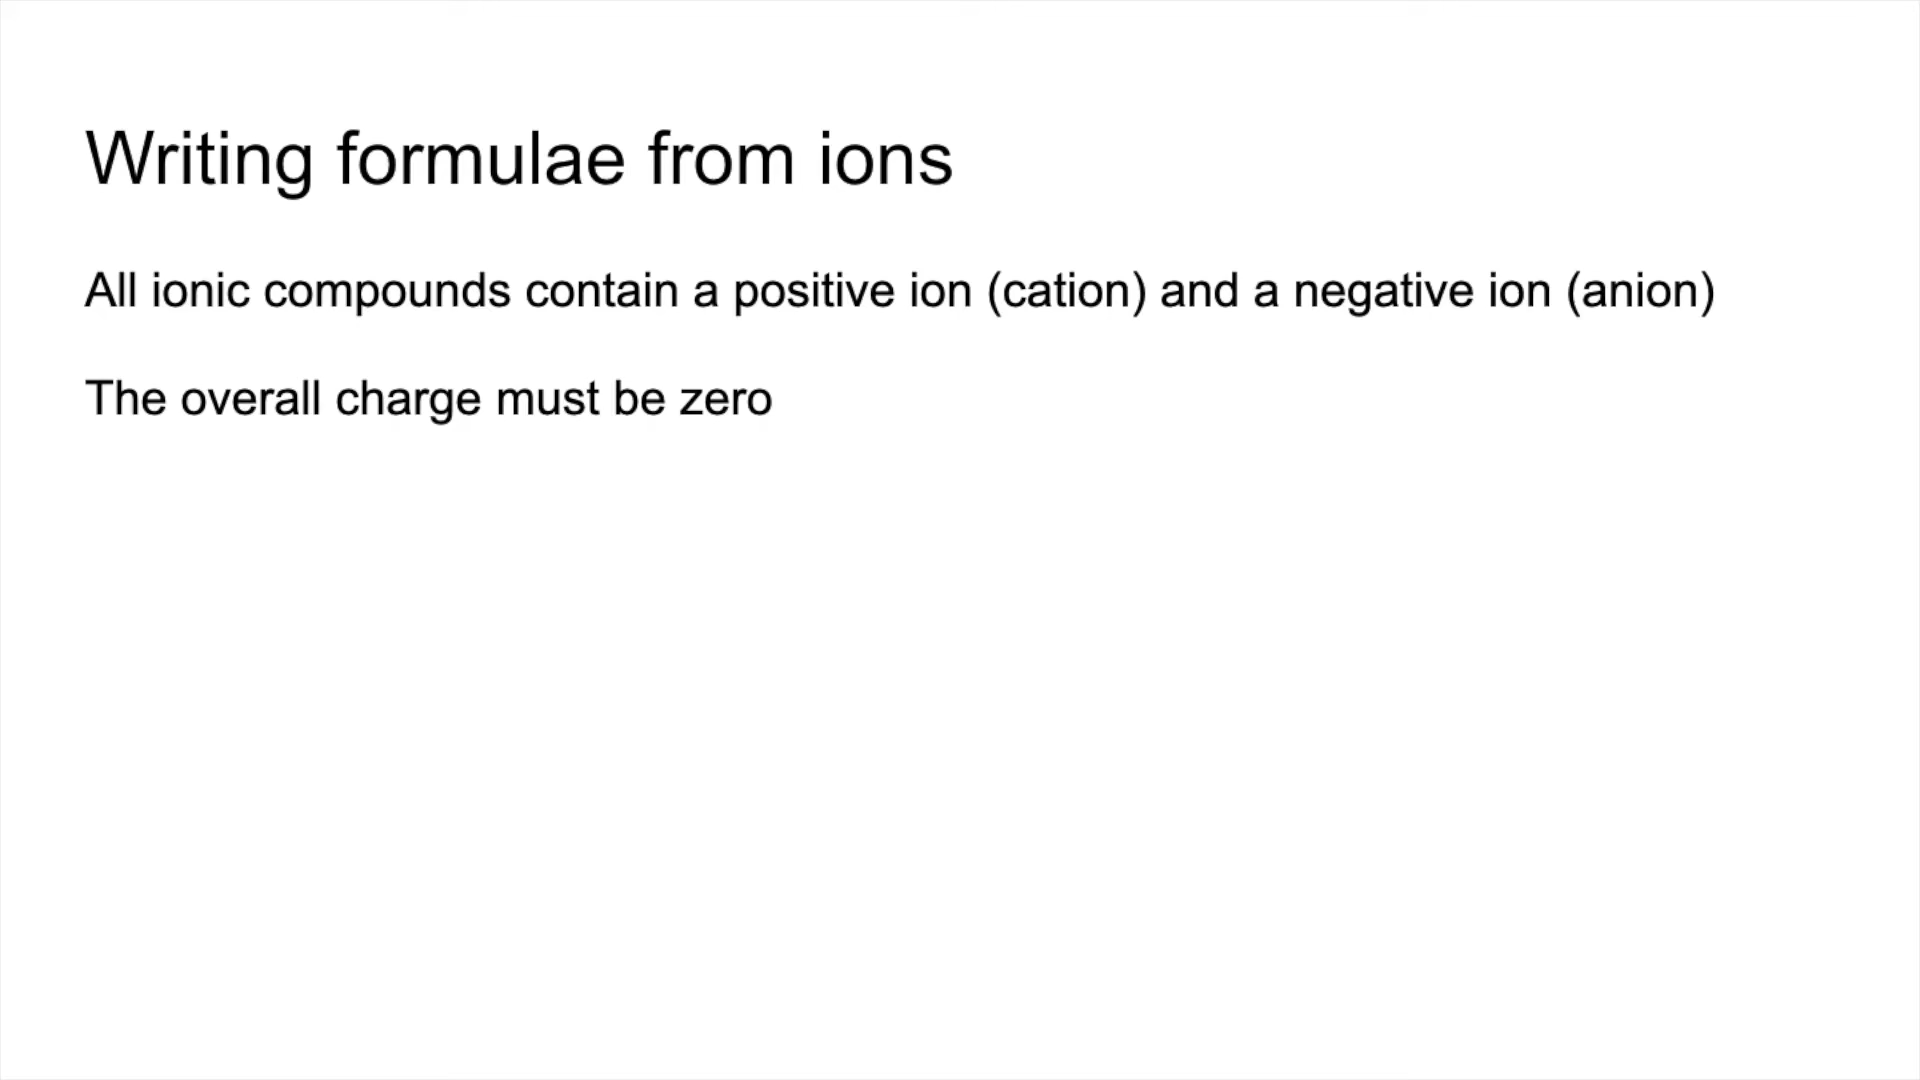 Writing formulae from ions
All ionic compounds contain a positive ion (cation) and a negative ion (anion)
The overall charge must be zero